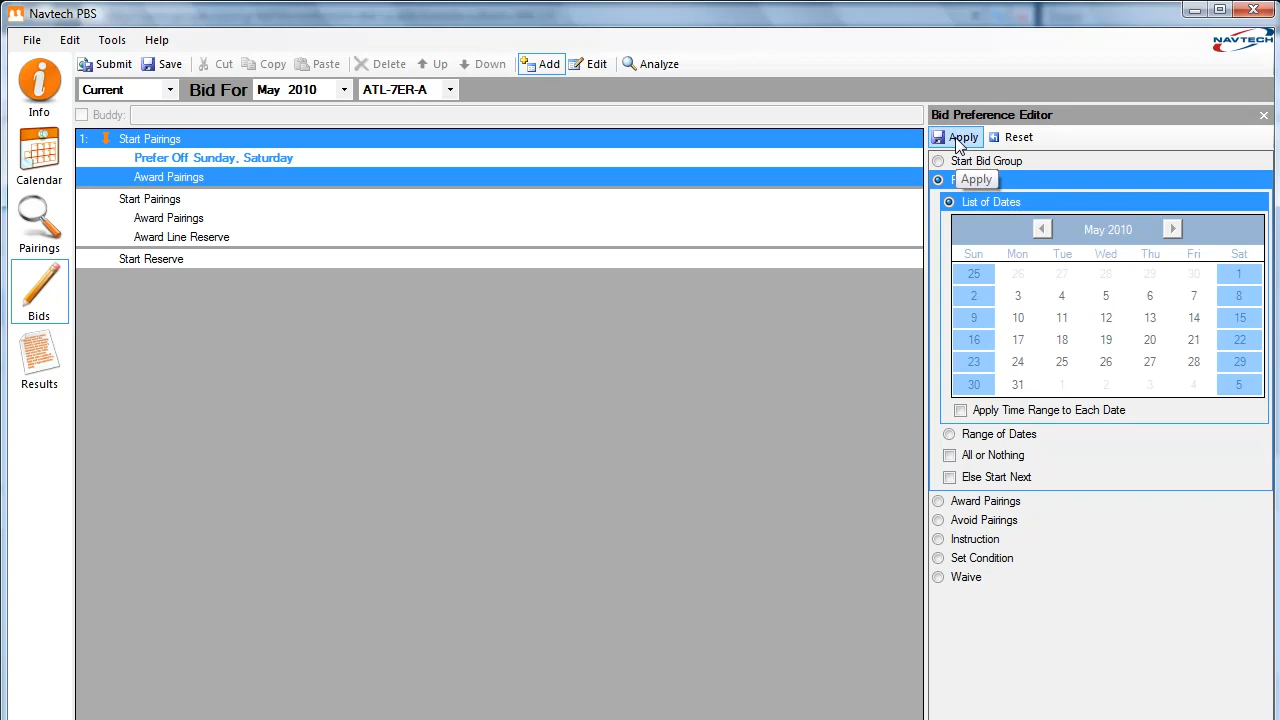 Navtech PBS
File Edit Tools Help
NAVTECH
Submit Save Cut Copy Paste Delete Up Down Add Edit Analyze
Current Bid For May 2010 ATL-7ER-A
Info
Calendar
Pairings
Bids
Results
Buddy:
1: Start Pairings
Prefer Off Sunday, Saturday
Award Pairings
Start Pairings
Award Pairings
Award Line Reserve
Start Reserve
Bid Preference Editor
Apply Reset
Start Bid Group
Apply
List of Dates
May 2010
Sun Mon Tue Wed Thu Fri Sat
25 26 27 28 29 30 1
2 3 4 5 6 7 8
9 10 11 12 13 14 15
16 17 18 19 20 21 22
23 24 25 26 27 28 29
30 31 1 2 3 4 5
Apply Time Range to Each Date
Range of Dates
All or Nothing
Else Start Next
Award Pairings
Avoid Pairings
Instruction
Set Condition
Waive